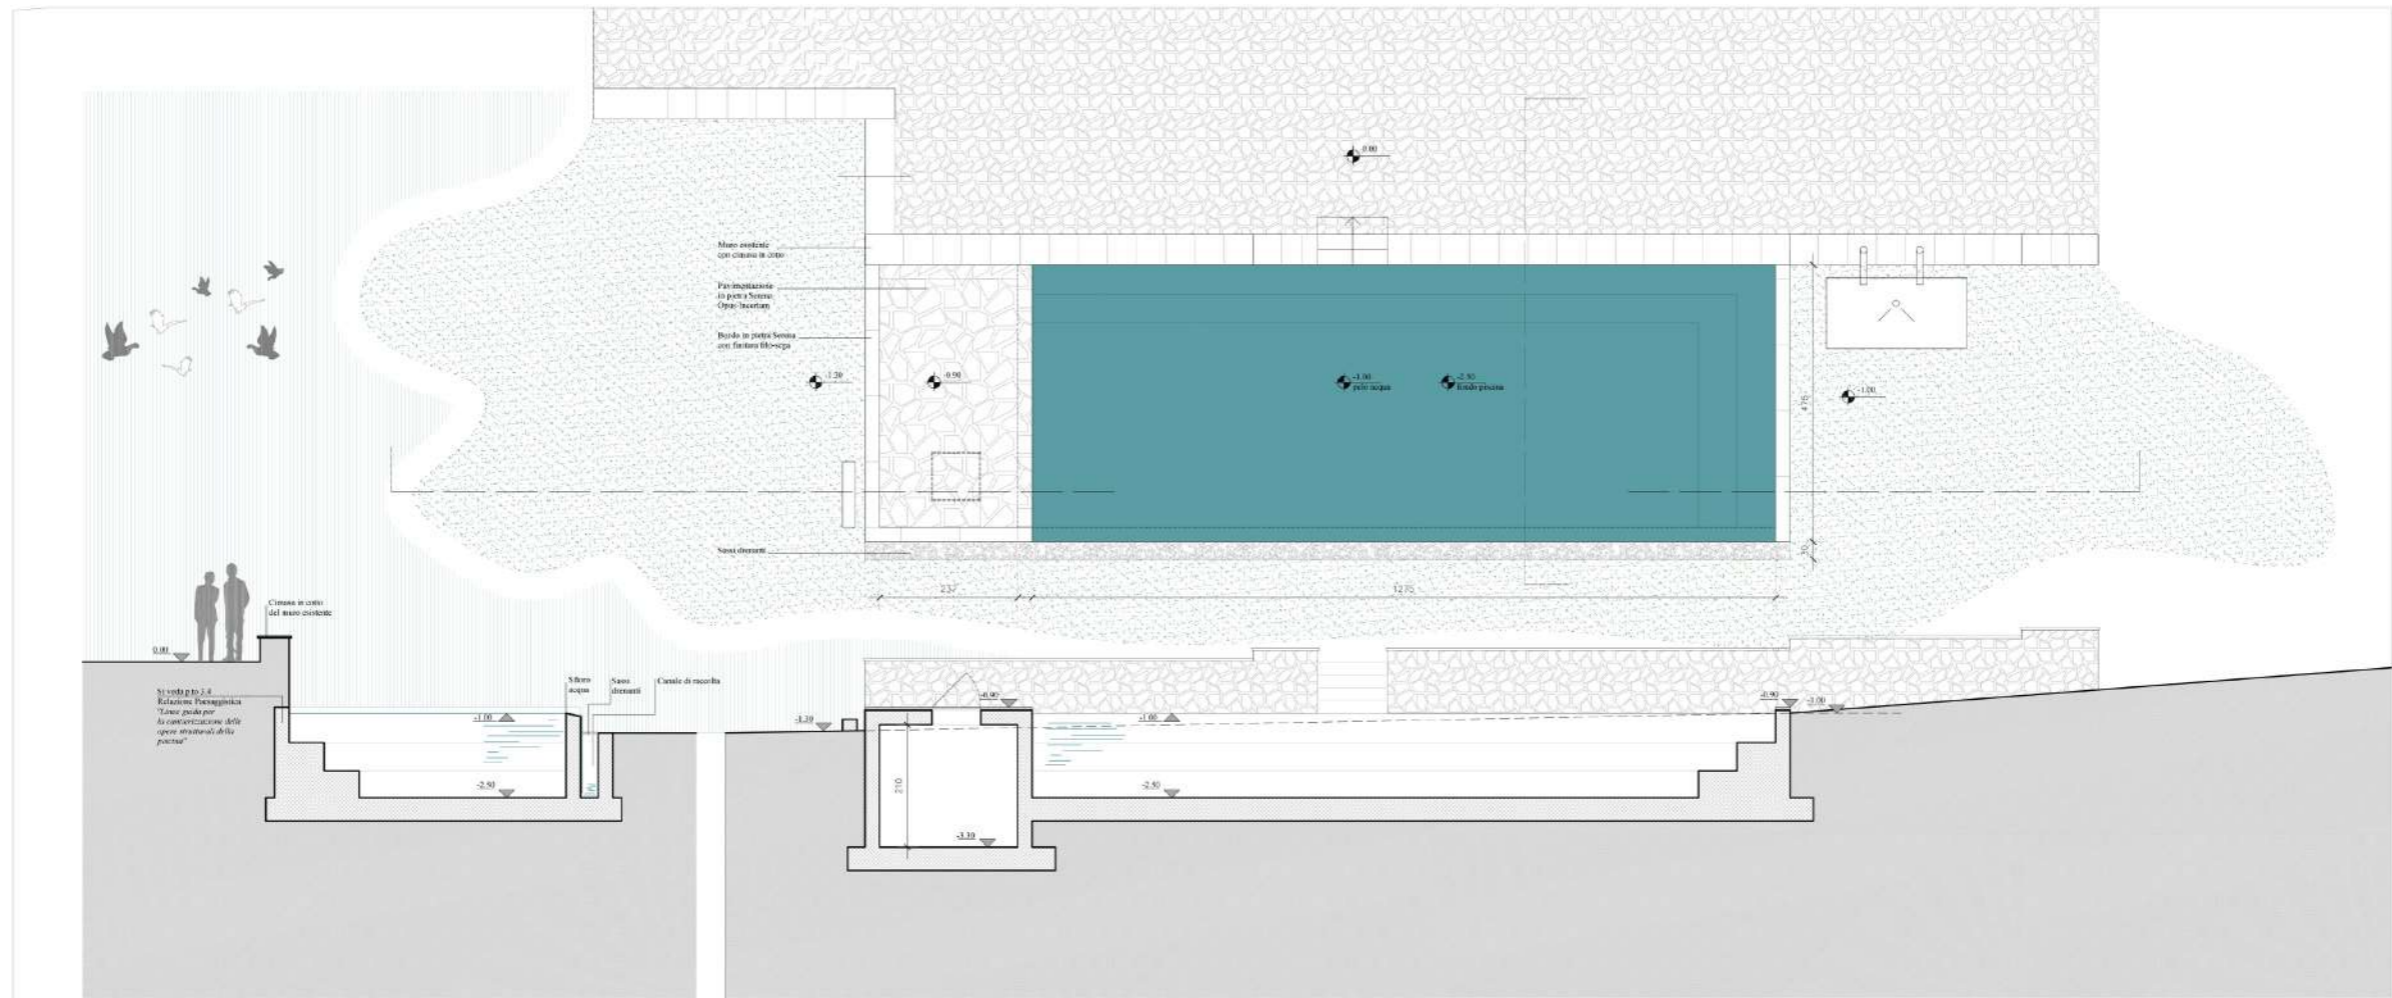 0.00
Muro esistente
con cimasa in cotto
Pavimentazione
in pietra Serena
Opus Incertum
Bordo in pietra Serena
con finitura filo-sega
-1.20
-0.90
-1.00
pelo acqua
-2.50
fondo piscina
476
-1.00
Sassi drenanti
30
237
1275
Cimasa in cotto
del muro esistente
0.00
Si veda p.to 3.4
Relazione Paesaggistica
"Linee guida per
la cantierizzazione delle
opere strutturali della
piscina"
Sfioro
acqua
Sassi
drenanti
Canale di raccolta
-1.00
-2.50
-1.20
-0.90
210
-3.30
-1.00
-2.50
-0.90
-1.00